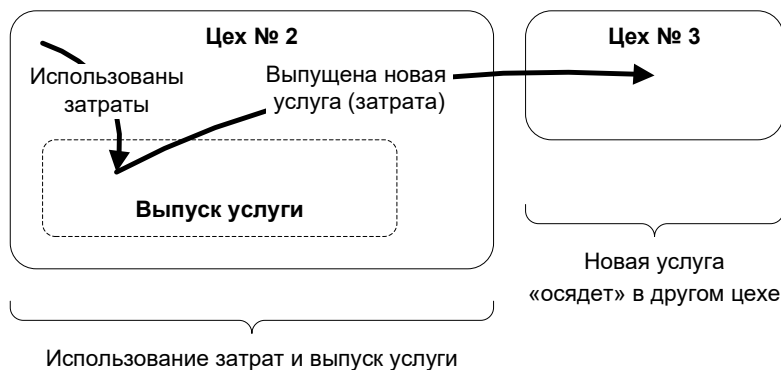 Цех № 2
Цех № 3
Использованы
затраты
Выпущена новая
услуга (затрата)
Выпуск услуги
Новая услуга
«осядет» в другом цехе
Использование затрат и выпуск услуги